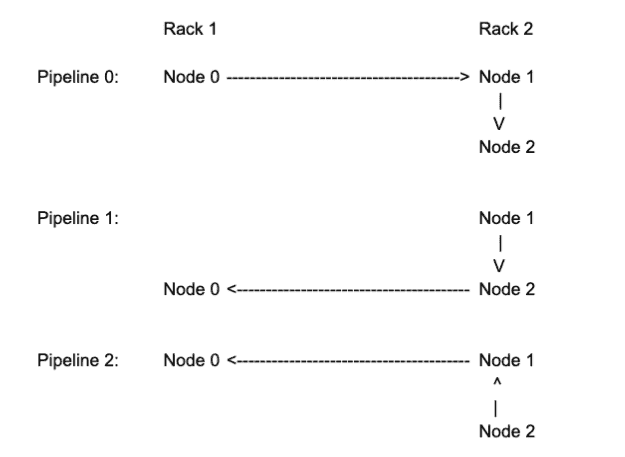 Rack 1 Rack 2
Pipeline 0: Node 0 ----------------------------------------> Node 1
|
V
Node 2
Pipeline 1: Node 1
|
V
Node 0 <---------------------------------------- Node 2
Pipeline 2: Node 0 <---------------------------------------- Node 1
^
|
Node 2